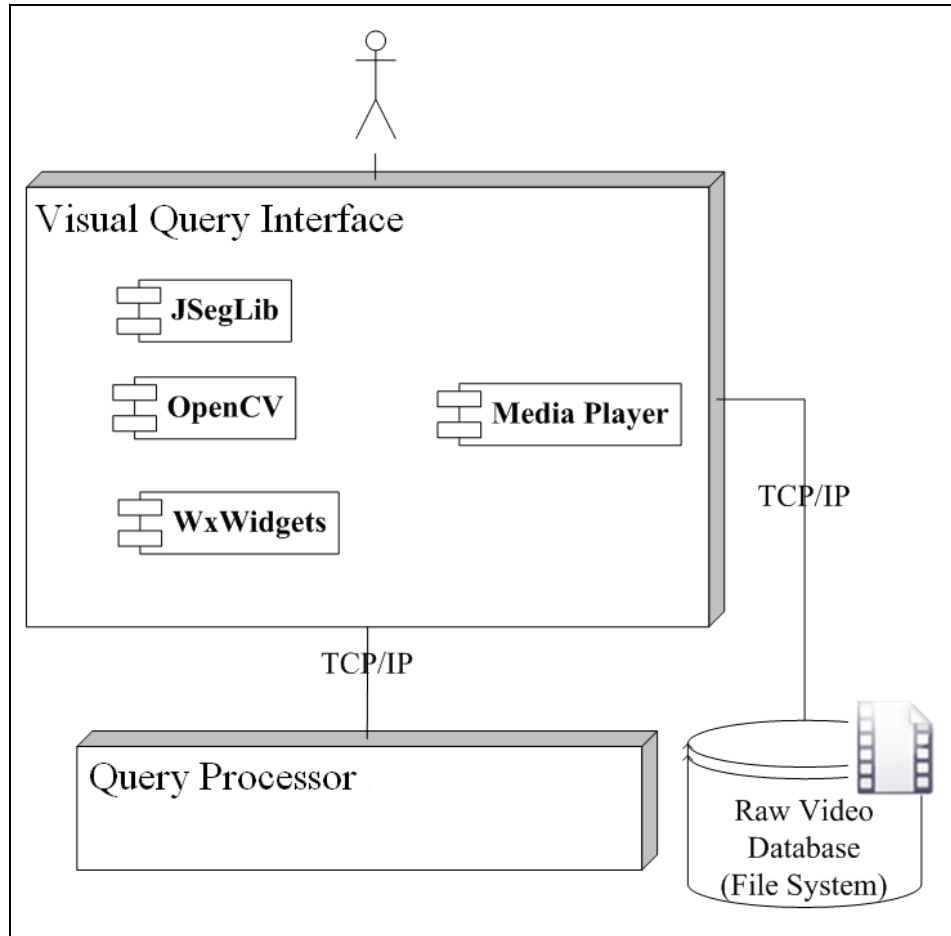 Visual Query Interface
JSegLib
OpenCV
Media Player
WxWidgets
TCP/IP
TCP/IP
Query Processor
Raw Video
Database
(File System)